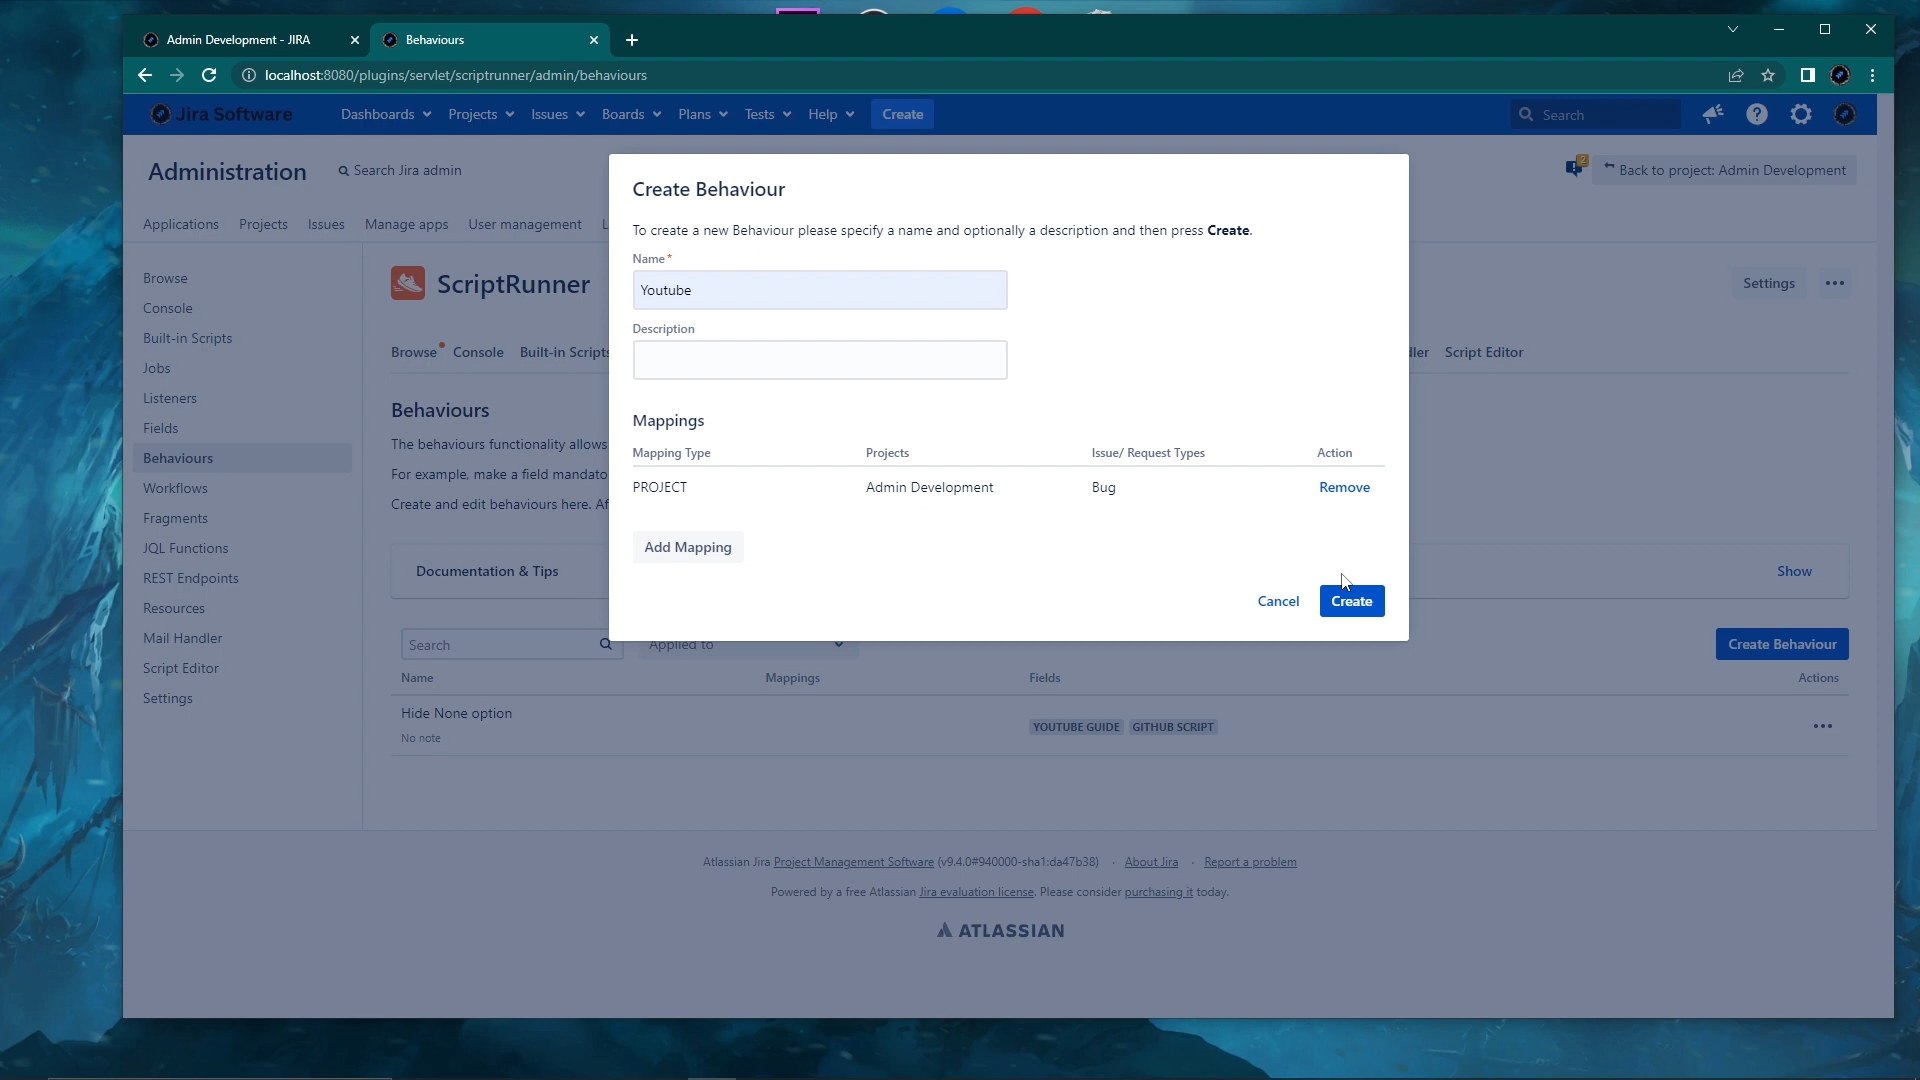 Admin Development - JIRA
Behaviours
localhost:8080/plugins/servlet/scriptrunner/admin/behaviours
Jira Software
Dashboards
Projects
Issues
Boards
Plans
Tests
Help
Create
Search
Administration
Search Jira admin
2
Back to project: Admin Development
Applications
Projects
Issues
Manage apps
User management
Browse
Console
Built-in Scripts
Jobs
Listeners
Fields
Behaviours
Workflows
Fragments
JQL Functions
REST Endpoints
Resources
Mail Handler
Script Editor
Settings
ScriptRunner
Settings
Browse
Console
Built-in Scripts
Script Editor
Behaviours
The behaviours functionality allows
For example, make a field mandato
Create and edit behaviours here. Af
Documentation & Tips
Show
Create Behaviour
To create a new Behaviour please specify a name and optionally a description and then press Create.
Name *
Youtube
Description
Mappings
Mapping Type
Projects
Issue/ Request Types
Action
PROJECT
Admin Development
Bug
Remove
Add Mapping
Cancel
Create
Search
Applied to
Create Behaviour
Name
Mappings
Fields
Actions
Hide None option
No note
YOUTUBE GUIDE
GITHUB SCRIPT
Atlassian Jira Project Management Software (v9.4.0#940000-sha1:da47b38) · About Jira · Report a problem
Powered by a free Atlassian Jira evaluation license. Please consider purchasing it today.
ATLASSIAN